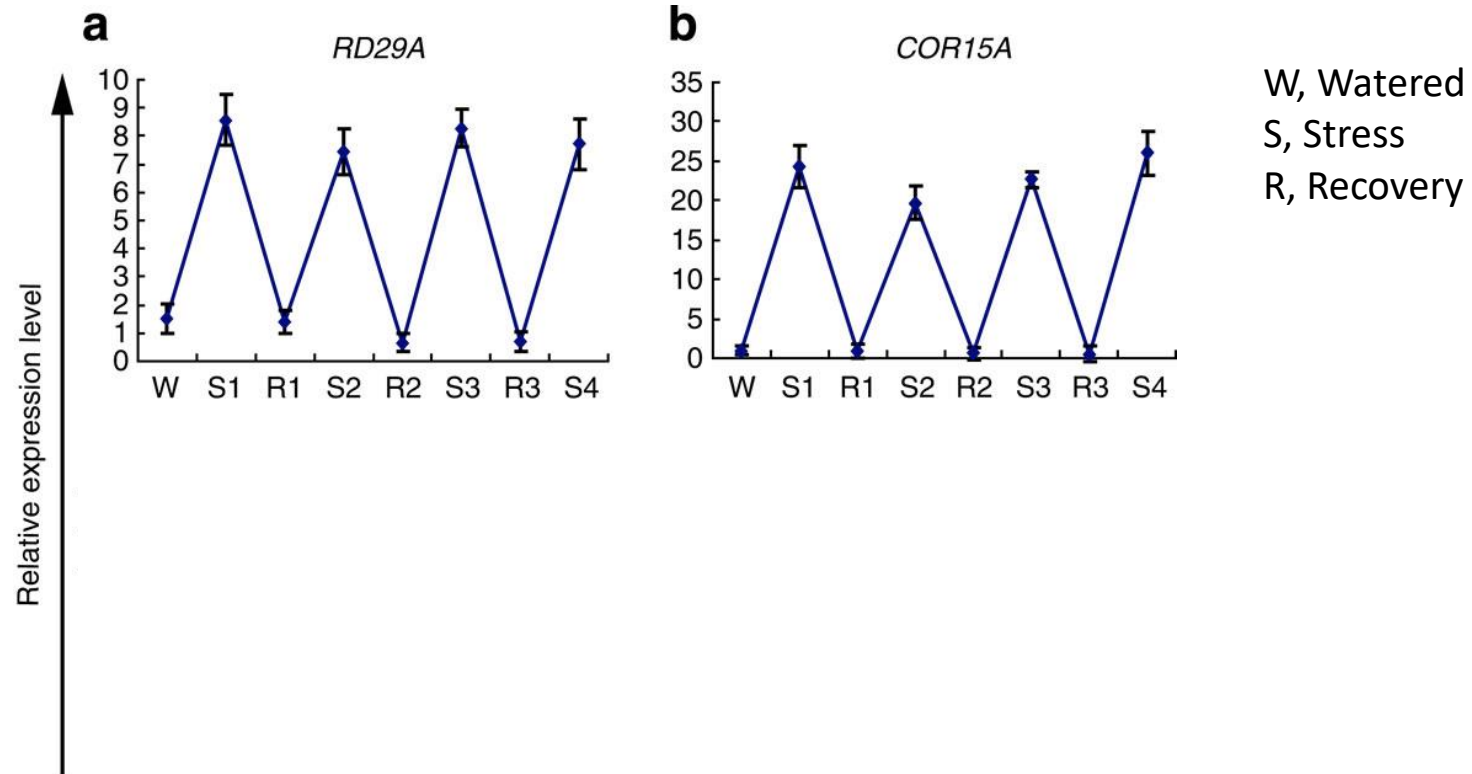 a
RD29A
10
9
8
7
6
5
4
3
2
1
0
W S1 R1 S2 R2 S3 R3 S4
b
COR15A
35
30
25
20
15
10
5
0
W S1 R1 S2 R2 S3 R3 S4
W, Watered
S, Stress
R, Recovery
Relative expression level